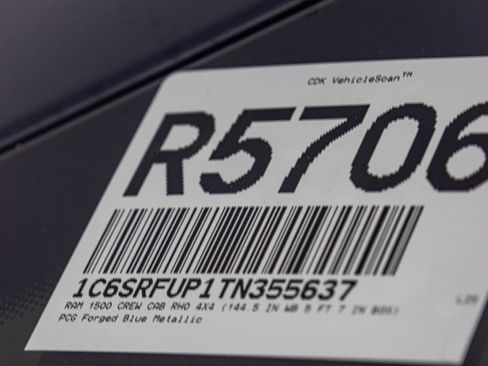 CDK VehicleScan™
R5706
1C6SRFUP1TN355637
RAM 1500 CREW CAB RHO 4X4 (144.5 IN WB 5 FT 7 IN BOX)
PCG Forged Blue Metallic